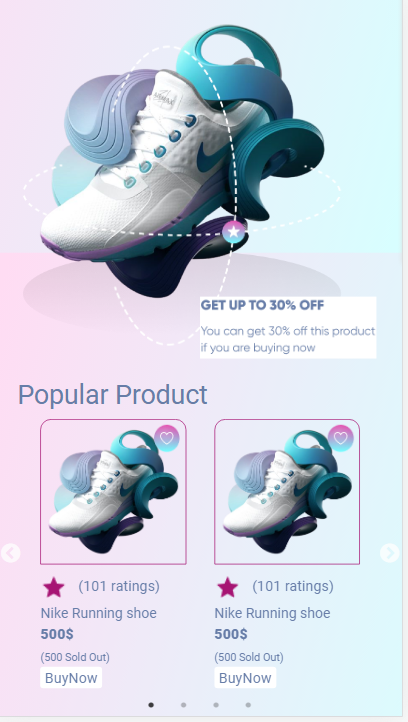 GET UP TO 30% OFF
You can get 30% off this product
if you are buying now
Popular Product
(101 ratings)
(101 ratings)
Nike Running shoe
Nike Running shoe
500$
500$
(500 Sold Out)
(500 Sold Out)
BuyNow
BuyNow